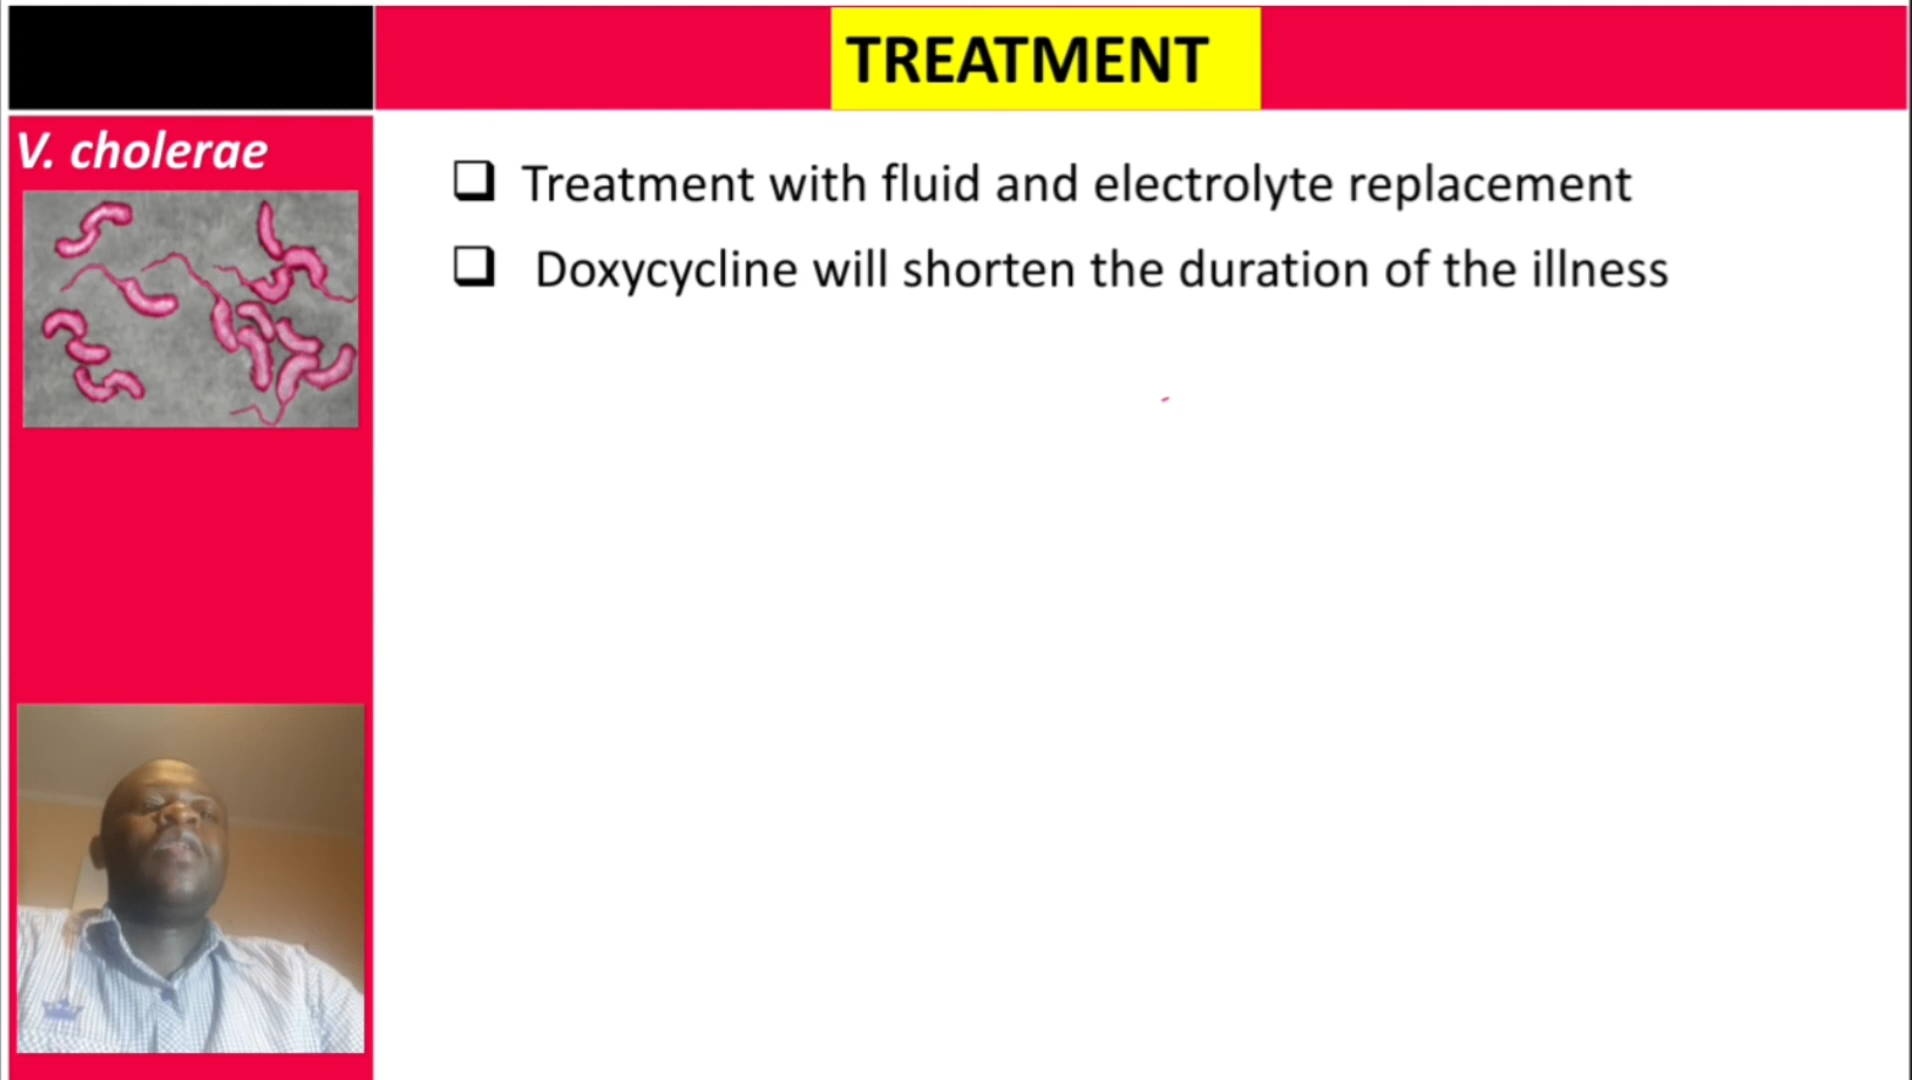 TREATMENT
V. cholerae
Treatment with fluid and electrolyte replacement
Doxycycline will shorten the duration of the illness